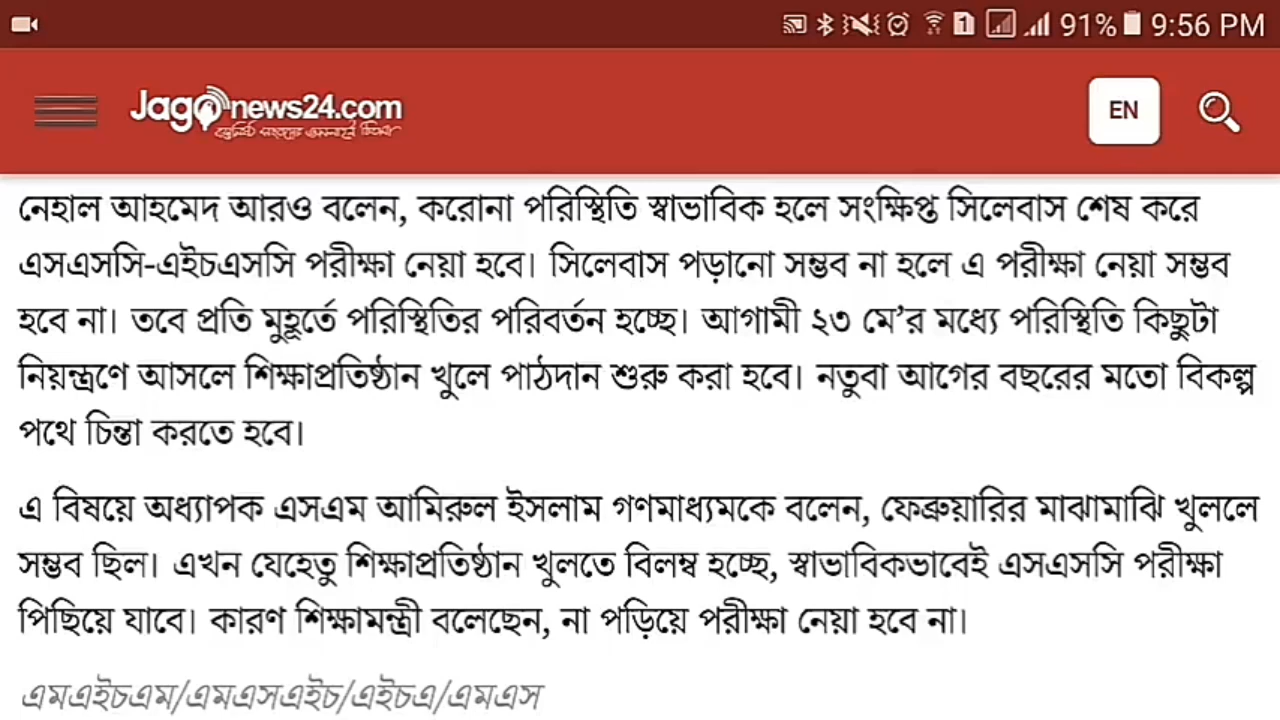 91% 9:56 PM
Jagonews24.com
EN
নেহাল আহমেদ আরও বলেন, করোনা পরিস্থিতি স্বাভাবিক হলে সংক্ষিপ্ত সিলেবাস শেষ করে
এসএসসি-এইচএসসি পরীক্ষা নেয়া হবে। সিলেবাস পড়ানো সম্ভব না হলে এ পরীক্ষা নেয়া সম্ভব
হবে না। তবে প্রতি মুহূর্তে পরিস্থিতির পরিবর্তন হচ্ছে। আগামী ২৩ মে’র মধ্যে পরিস্থিতি কিছুটা
নিয়ন্ত্রণে আসলে শিক্ষাপ্রতিষ্ঠান খুলে পাঠদান শুরু করা হবে। নতুবা আগের বছরের মতো বিকল্প
পথে চিন্তা করতে হবে।
এ বিষয়ে অধ্যাপক এসএম আমিরুল ইসলাম গণমাধ্যমকে বলেন, ফেব্রুয়ারির মাঝামাঝি খুললে
সম্ভব ছিল। এখন যেহেতু শিক্ষাপ্রতিষ্ঠান খুলতে বিলম্ব হচ্ছে, স্বাভাবিকভাবেই এসএসসি পরীক্ষা
পিছিয়ে যাবে। কারণ শিক্ষামন্ত্রী বলেছেন, না পড়িয়ে পরীক্ষা নেয়া হবে না।
এমএইচএম/এমএসএইচ/এইচএ/এমএস